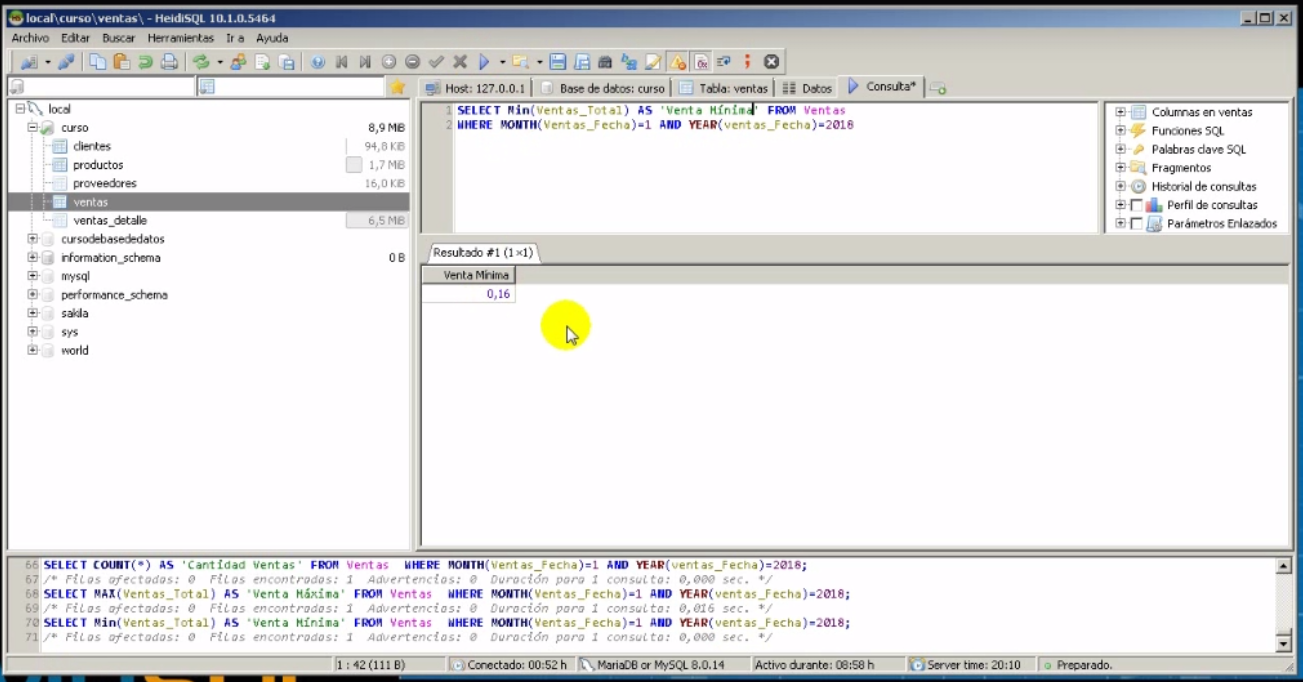 local\curso\ventas\ - HeidiSQL 10.1.0.5464
Archivo Editar Buscar Herramientas Ir a Ayuda
Host: 127.0.0.1 Base de datos: curso Tabla: ventas Datos Consulta*
local
curso 8,9 MB
clientes 94,8 KB
productos 1,7 MB
proveedores 16,0 KB
ventas
ventas_detalle 6,5 MB
cursodebasededatos
information_schema 0 B
mysql
performance_schema
sakila
sys
world
1 SELECT Min(Ventas_Total) AS 'Venta Mínima' FROM Ventas
2 WHERE MONTH(Ventas_Fecha)=1 AND YEAR(ventas_Fecha)=2018
Columnas en ventas
Funciones SQL
Palabras clave SQL
Fragmentos
Historial de consultas
Perfil de consultas
Parámetros Enlazados
Resultado #1 (1×1)
Venta Mínima
0,16
66 SELECT COUNT(*) AS 'Cantidad Ventas' FROM Ventas WHERE MONTH(Ventas_Fecha)=1 AND YEAR(ventas_Fecha)=2018;
67 /* Filas afectadas: 0 Filas encontradas: 1 Advertencias: 0 Duración para 1 consulta: 0,000 sec. */
68 SELECT MAX(Ventas_Total) AS 'Venta Máxima' FROM Ventas WHERE MONTH(Ventas_Fecha)=1 AND YEAR(ventas_Fecha)=2018;
69 /* Filas afectadas: 0 Filas encontradas: 1 Advertencias: 0 Duración para 1 consulta: 0,016 sec. */
70 SELECT Min(Ventas_Total) AS 'Venta Mínima' FROM Ventas WHERE MONTH(Ventas_Fecha)=1 AND YEAR(ventas_Fecha)=2018;
71 /* Filas afectadas: 0 Filas encontradas: 1 Advertencias: 0 Duración para 1 consulta: 0,000 sec. */
1 : 42 (111 B) Conectado: 00:52 h MariaDB or MySQL 8.0.14 Activo durante: 08:58 h Server time: 20:10 Preparado.